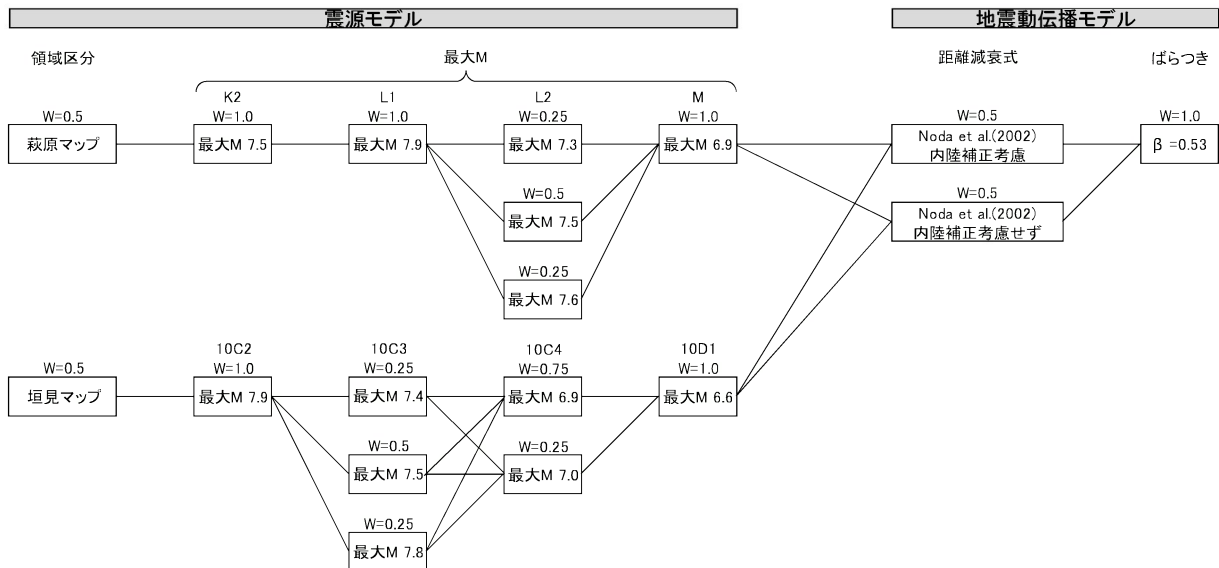 震源モデル
地震動伝播モデル
領域区分
最大M
距離減衰式
ばらつき
K2
L1
L2
M
W=0.5
W=1.0
W=1.0
W=0.25
W=1.0
W=0.5
W=1.0
萩原マップ
最大M 7.5
最大M 7.9
最大M 7.3
最大M 6.9
Noda et al.(2002)
内陸補正考慮
β=0.53
W=0.5
W=0.5
最大M 7.5
Noda et al.(2002)
内陸補正考慮せず
W=0.25
最大M 7.6
10C2
10C3
10C4
10D1
W=0.5
W=1.0
W=0.25
W=0.75
W=1.0
垣見マップ
最大M 7.9
最大M 7.4
最大M 6.9
最大M 6.6
W=0.5
W=0.25
最大M 7.5
最大M 7.0
W=0.25
最大M 7.8